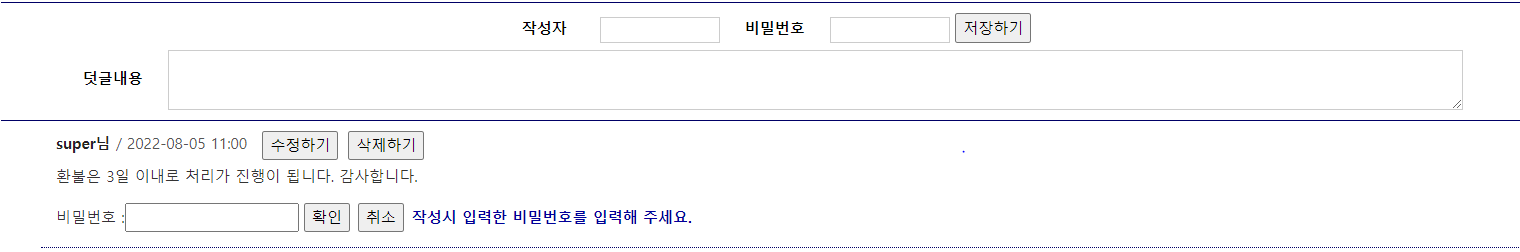 작성자 비밀번호 저장하기
덧글내용
super님 / 2022-08-05 11:00 수정하기 삭제하기
환불은 3일 이내로 처리가 진행이 됩니다. 감사합니다.
비밀번호 : 확인 취소 작성시 입력한 비밀번호를 입력해 주세요.